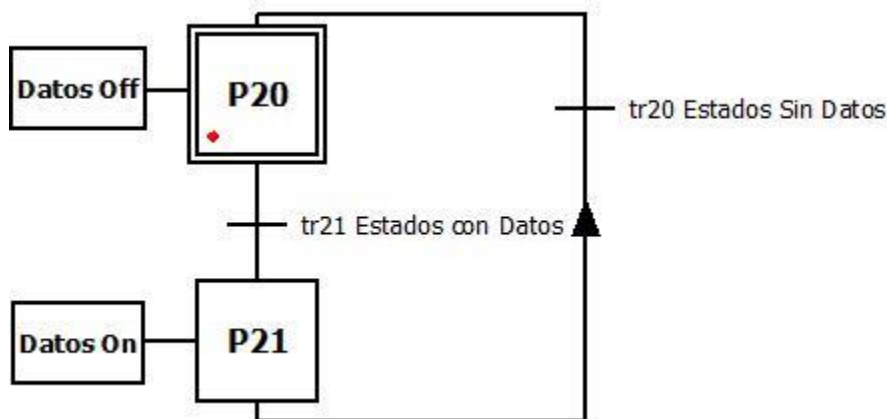 Datos Off
P20
tr20 Estados Sin Datos
tr21 Estados con Datos
Datos On
P21